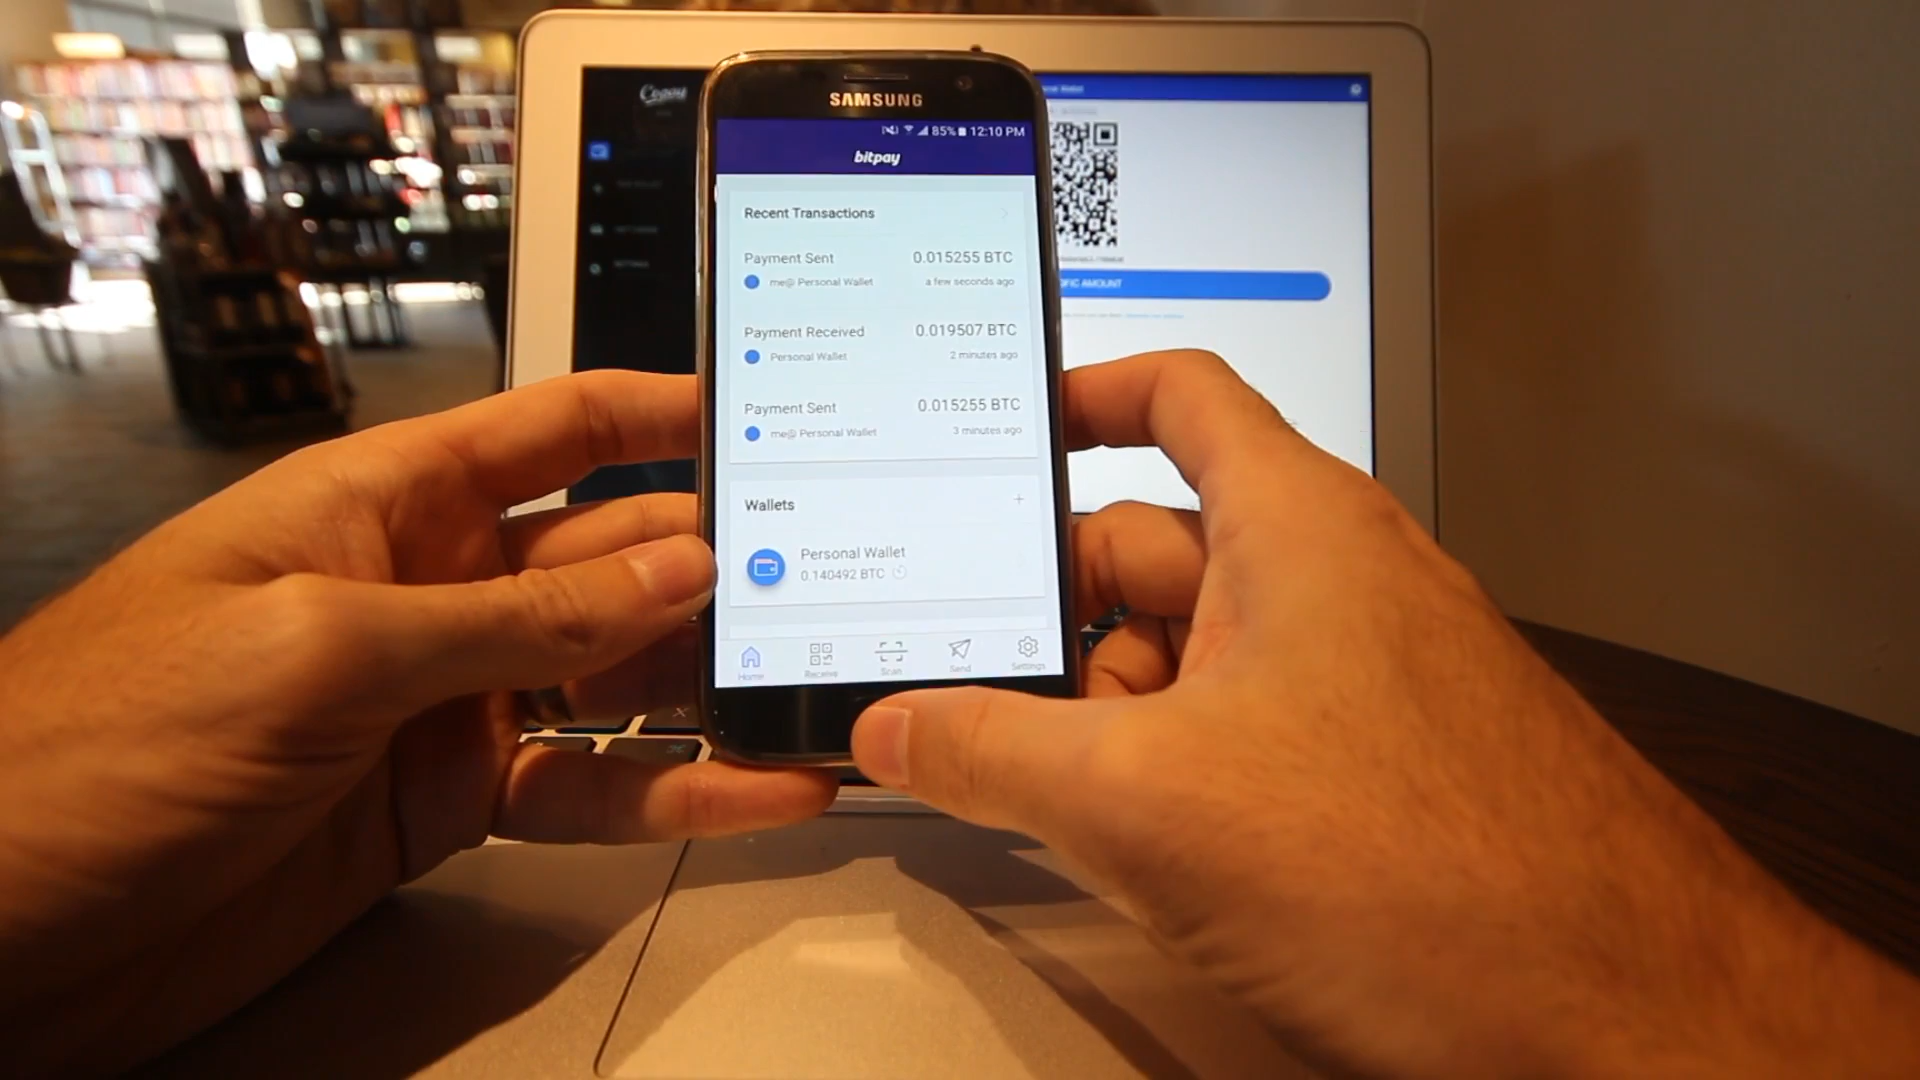 Copay
SAMSUNG
85% 12:10 PM
bitpay
Recent Transactions
Payment Sent 0.015255 BTC
me@ Personal Wallet a few seconds ago
Payment Received 0.019507 BTC
Personal Wallet 2 minutes ago
Payment Sent 0.015255 BTC
me@ Personal Wallet 3 minutes ago
Wallets +
Personal Wallet
0.140492 BTC
Home Receive Scan Send Settings
AMOUNT
X
⌘